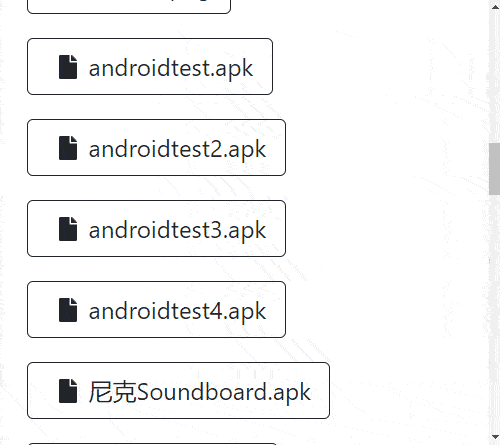 androidtest.apk
androidtest2.apk
androidtest3.apk
androidtest4.apk
尼克Soundboard.apk